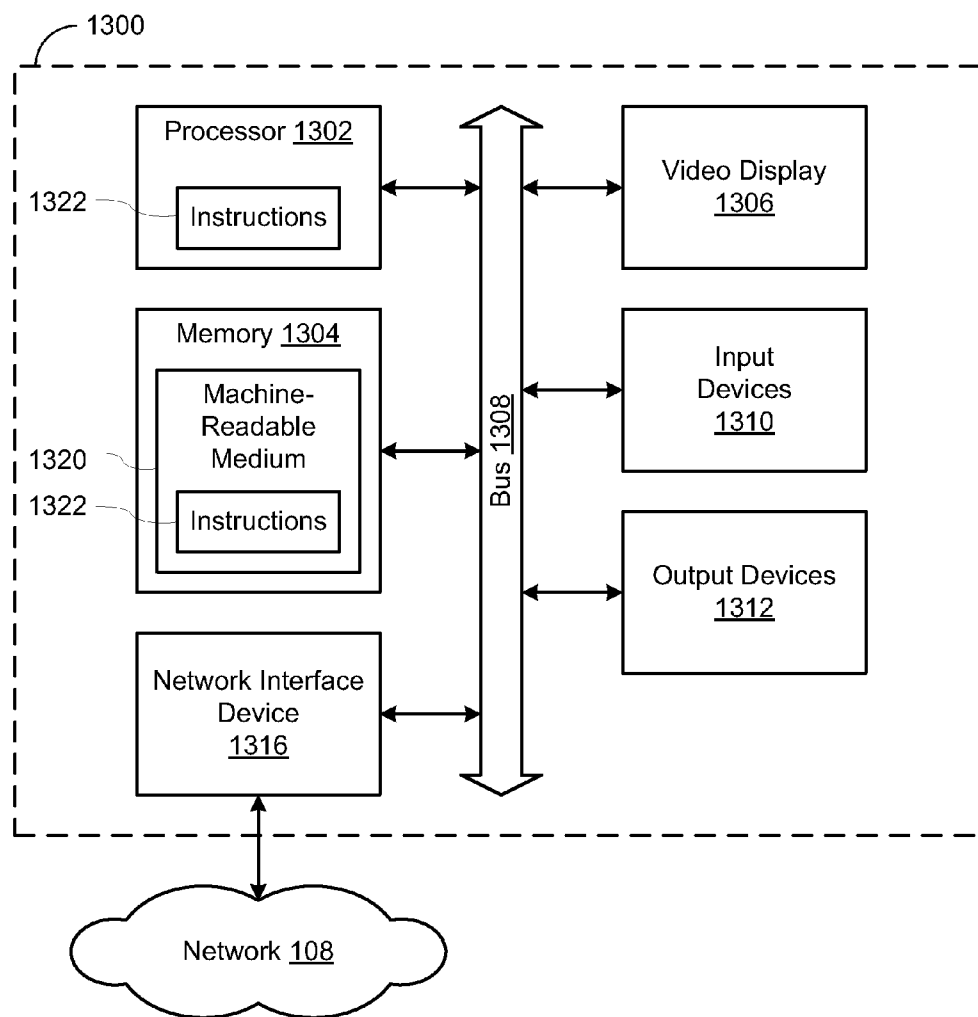 1300
Processor 1302
1322
Instructions
Memory 1304
Machine-
Readable
Medium
1320
1322
Instructions
Network Interface
Device
1316
Bus 1308
Video Display
1306
Input
Devices
1310
Output Devices
1312
Network 108